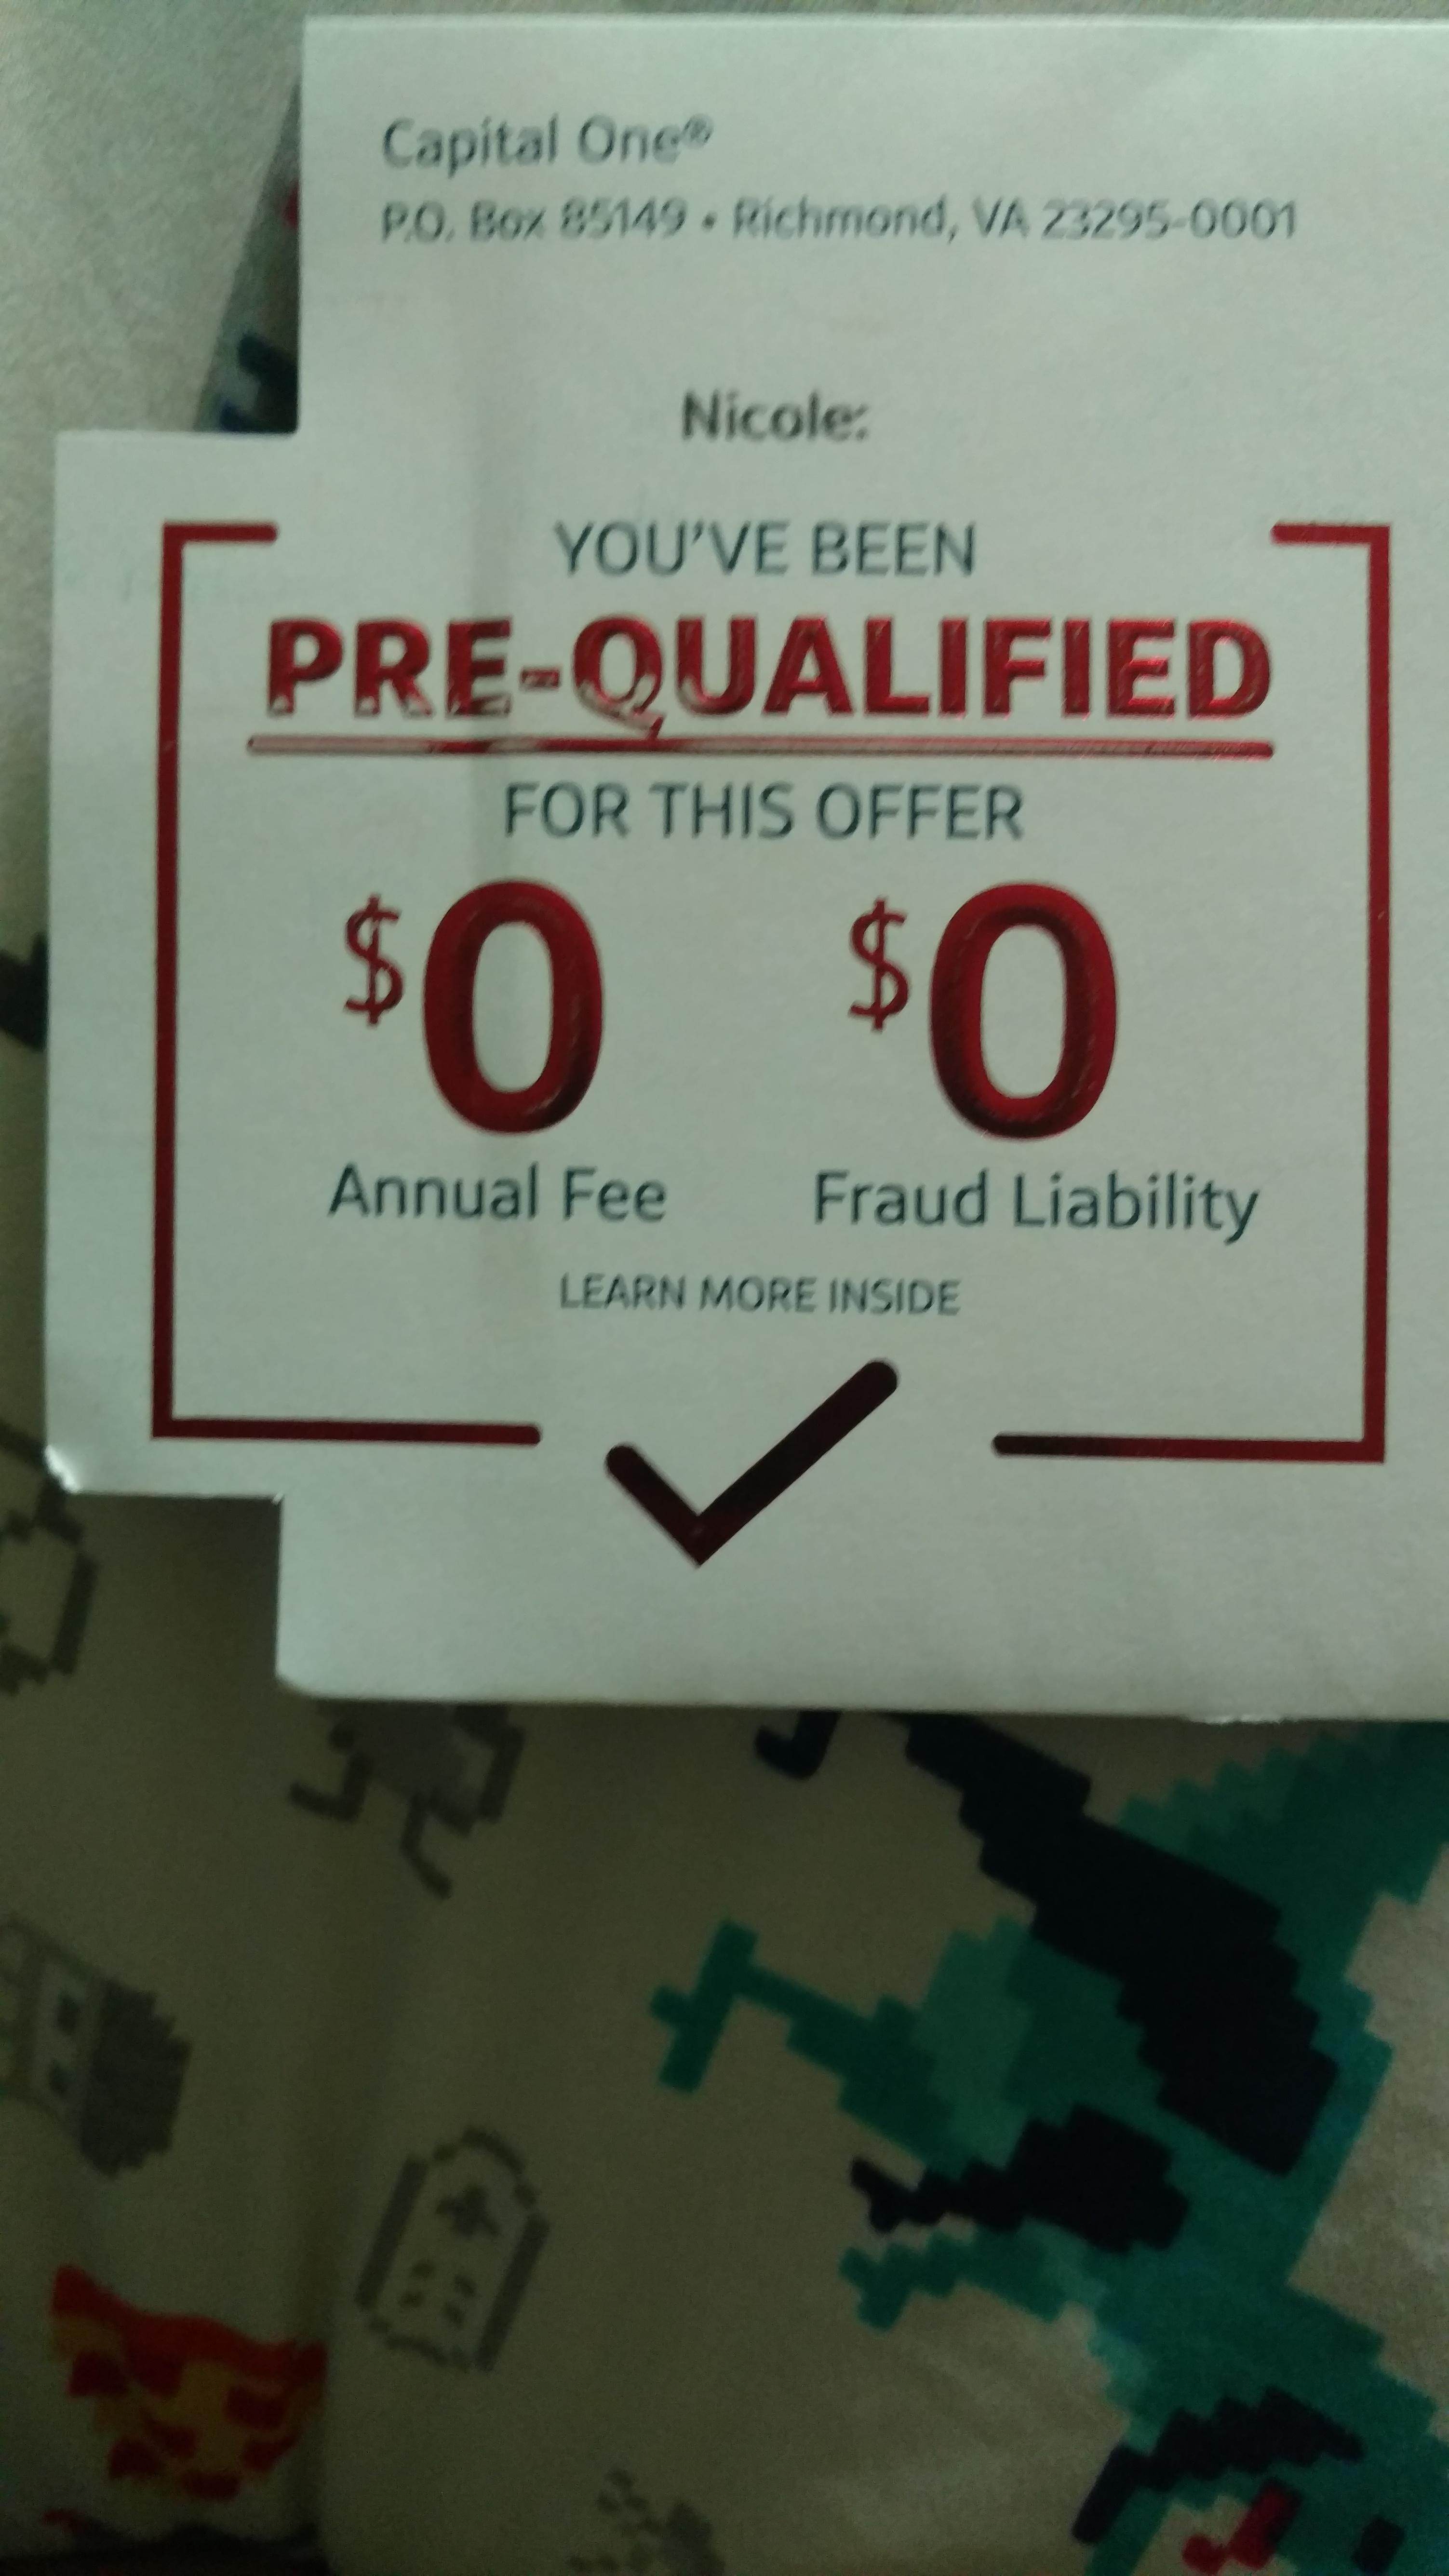 Capital One®
P.O. Box 85149 • Richmond, VA 23295-0001
Nicole:
YOU'VE BEEN
PRE-QUALIFIED
FOR THIS OFFER
$0 $0
Annual Fee Fraud Liability
LEARN MORE INSIDE